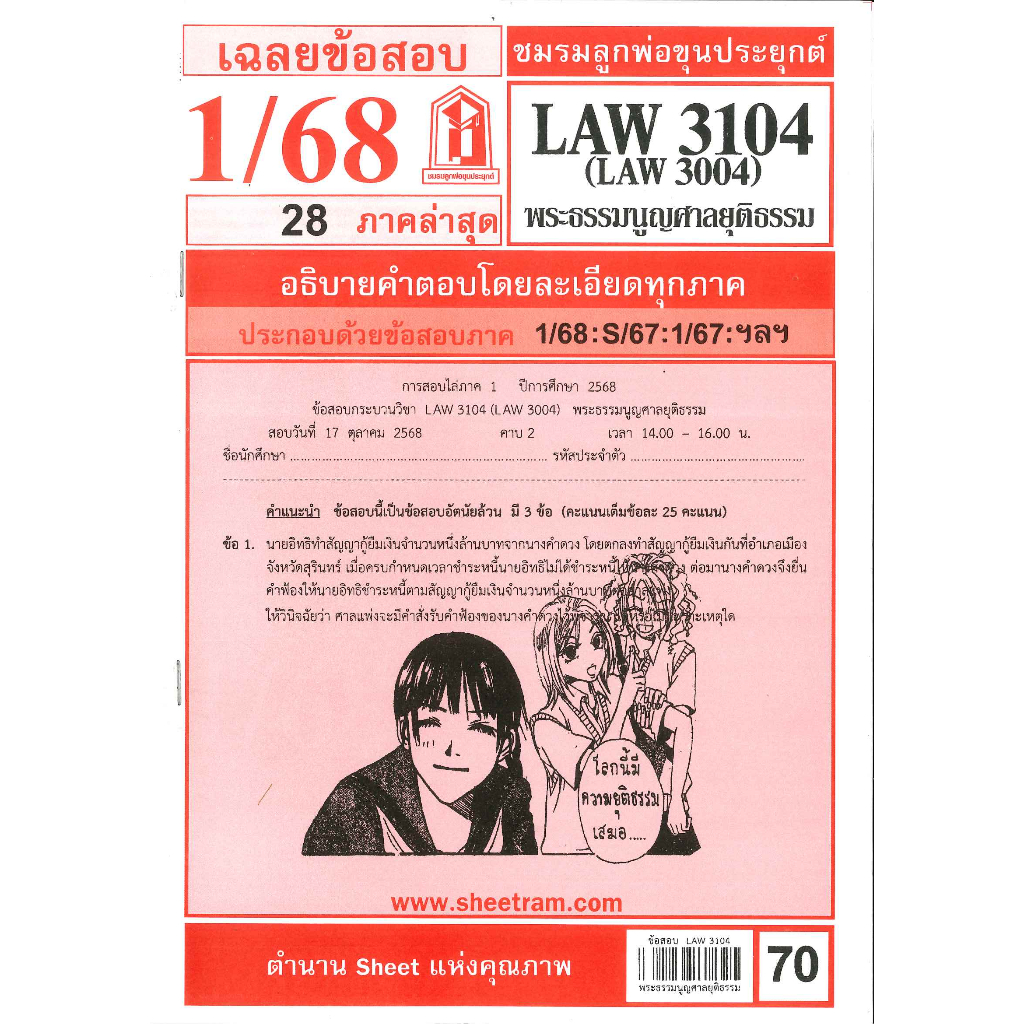 เฉลยข้อสอบ
1/68
ชมรมลูกพ่อขุนประยุกต์
28 ภาคล่าสุด
ชมรมลูกพ่อขุนประยุกต์
LAW 3104
(LAW 3004)
พระธรรมนูญศาลยุติธรรม
อธิบายคำตอบโดยละเอียดทุกภาค
ประกอบด้วยข้อสอบภาค 1/68:S/67:1/67:ฯลฯ
การสอบไล่ภาค 1 ปีการศึกษา 2568
ข้อสอบกระบวนวิชา LAW 3104 (LAW 3004) พระธรรมนูญศาลยุติธรรม
สอบวันที่ 17 ตุลาคม 2568 คาบ 2 เวลา 14.00 – 16.00 น.
ชื่อนักศึกษา ........................ รหัสประจำตัว ........................
คำแนะนำ ข้อสอบนี้เป็นข้อสอบอัตนัยล้วน มี 3 ข้อ (คะแนนเต็มข้อละ 25 คะแนน)
ข้อ 1. นายอิทธิทำสัญญากู้ยืมเงินจำนวนหนึ่งล้านบาทจากนางคำดวง โดยตกลงทำสัญญากู้ยืมเงินกันที่อำเภอเมือง
จังหวัดสุรินทร์ เมื่อครบกำหนดเวลาชำระหนี้นายอิทธิไม่ได้ชำระหนี้ ต่อมานางคำดวงจึงยื่น
คำฟ้องให้นายอิทธิชำระหนี้ตามสัญญากู้ยืมเงินจำนวนหนึ่งล้าน
ให้วินิจฉัยว่า ศาลแพ่งจะมีคำสั่งรับคำฟ้องของนางคำดวงไว้ เหตุใด
โลกนี้มี
ความยุติธรรม
เสมอ.....
www.sheetram.com
ตำนาน Sheet แห่งคุณภาพ
ข้อสอบ LAW 3104
พระธรรมนูญศาลยุติธรรม
70